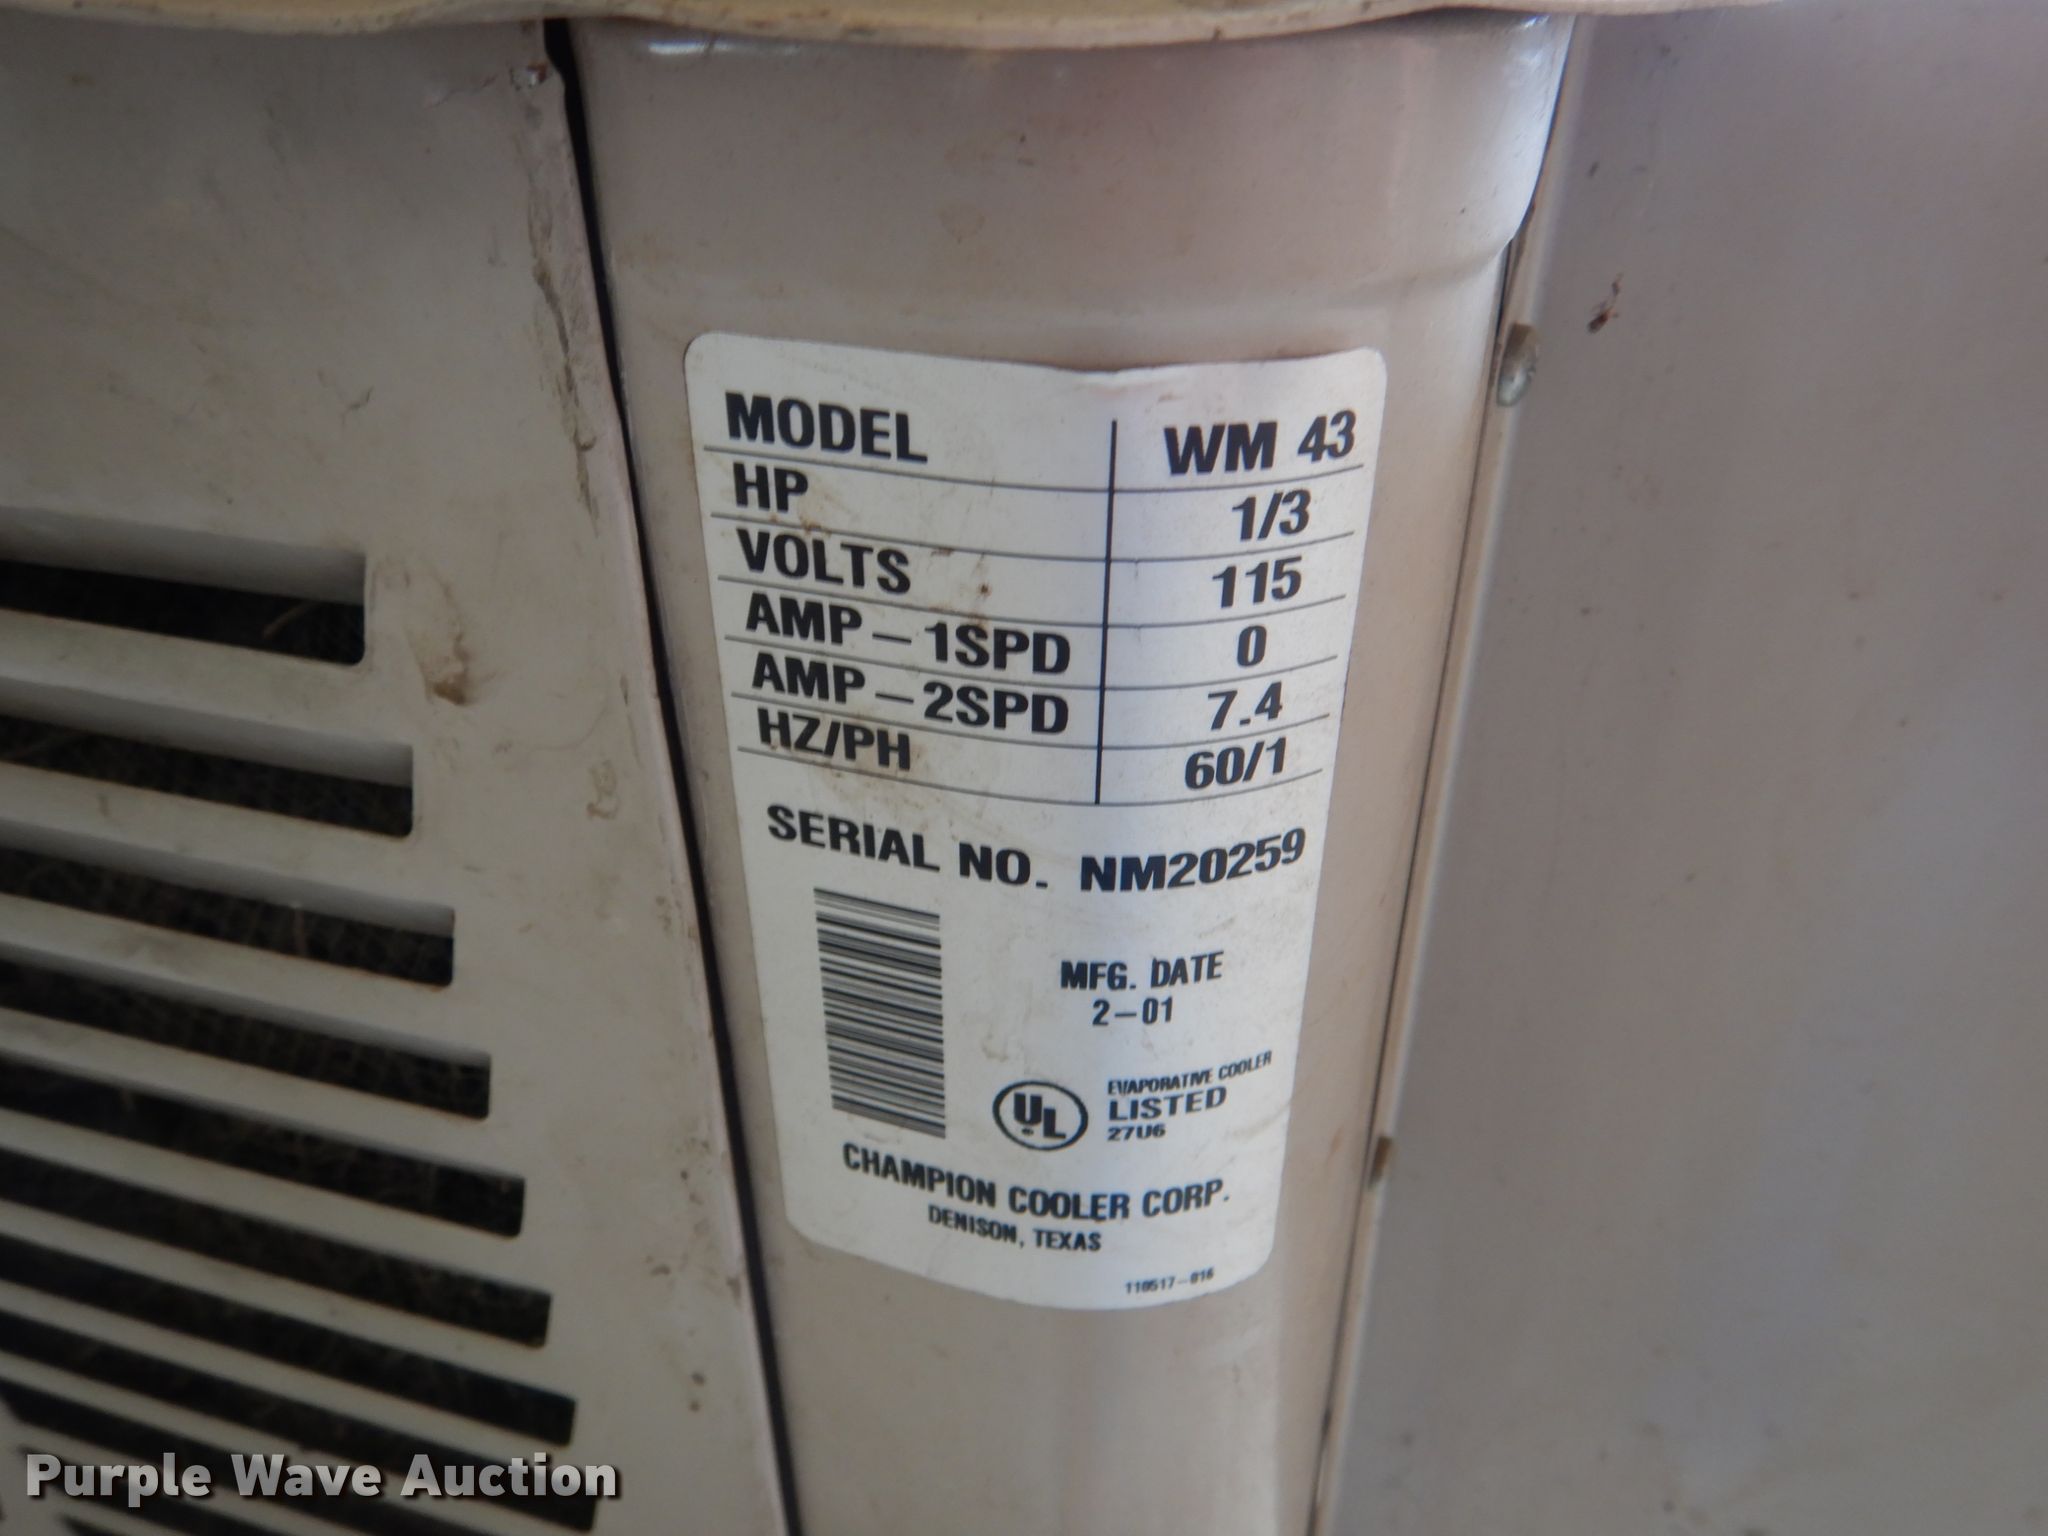 MODEL WM 43
HP 1/3
VOLTS 115
AMP-1SPD 0
AMP-2SPD 7.4
HZ/PH 60/1
SERIAL NO. NM20259
MFG. DATE
2-01
UL
EVAPORATIVE COOLER
LISTED
27U6
CHAMPION COOLER CORP.
DENISON, TEXAS
110517-016
Purple Wave Auction